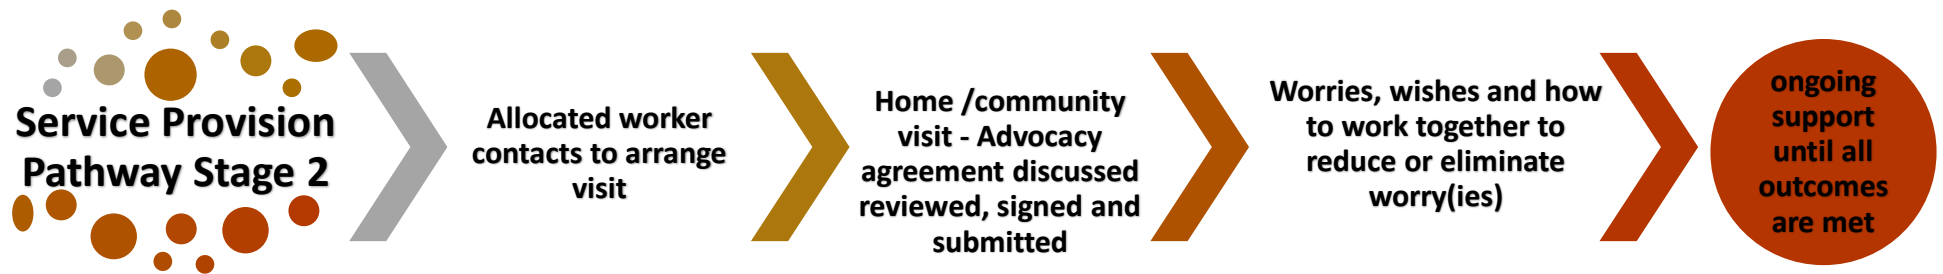 Service Provision
Pathway Stage 2
Allocated worker
contacts to arrange
visit
Home /community
visit - Advocacy
agreement discussed
reviewed, signed and
submitted
Worries, wishes and how
to work together to
reduce or eliminate
worry(ies)
ongoing
support
until all
outcomes
are met